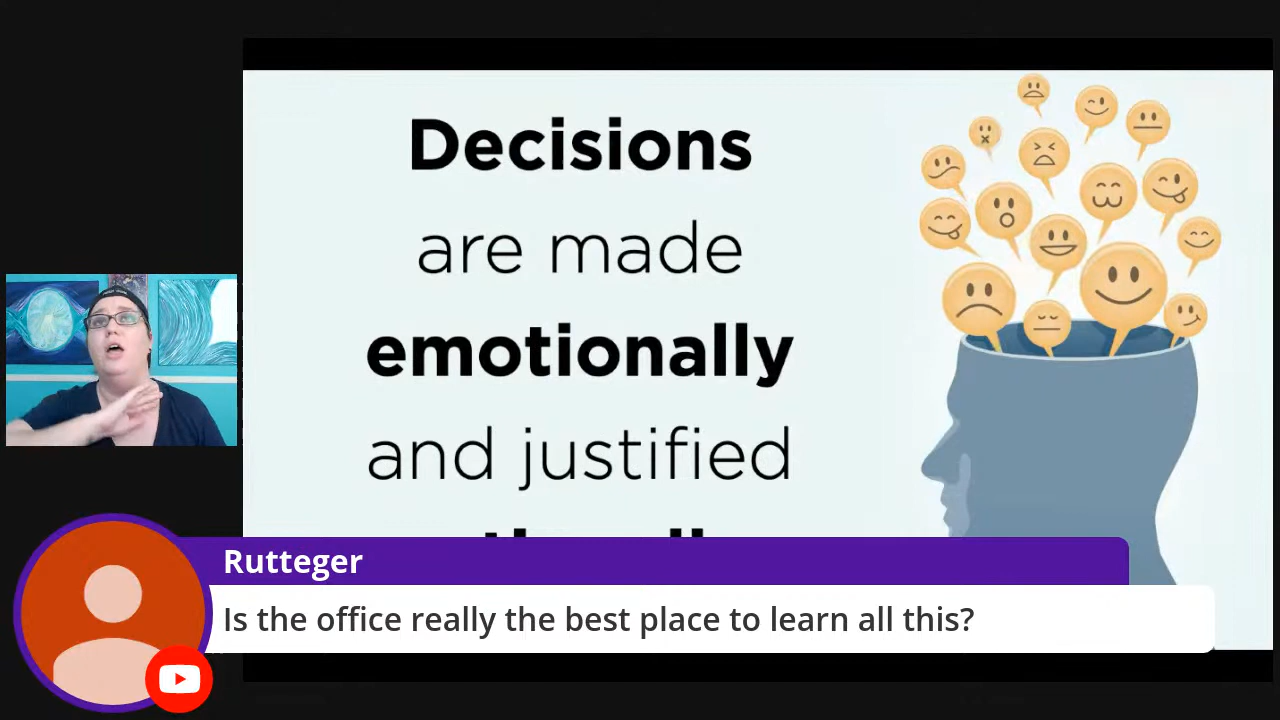 Decisions
are made
emotionally
and justified
Rutteger
Is the office really the best place to learn all this?